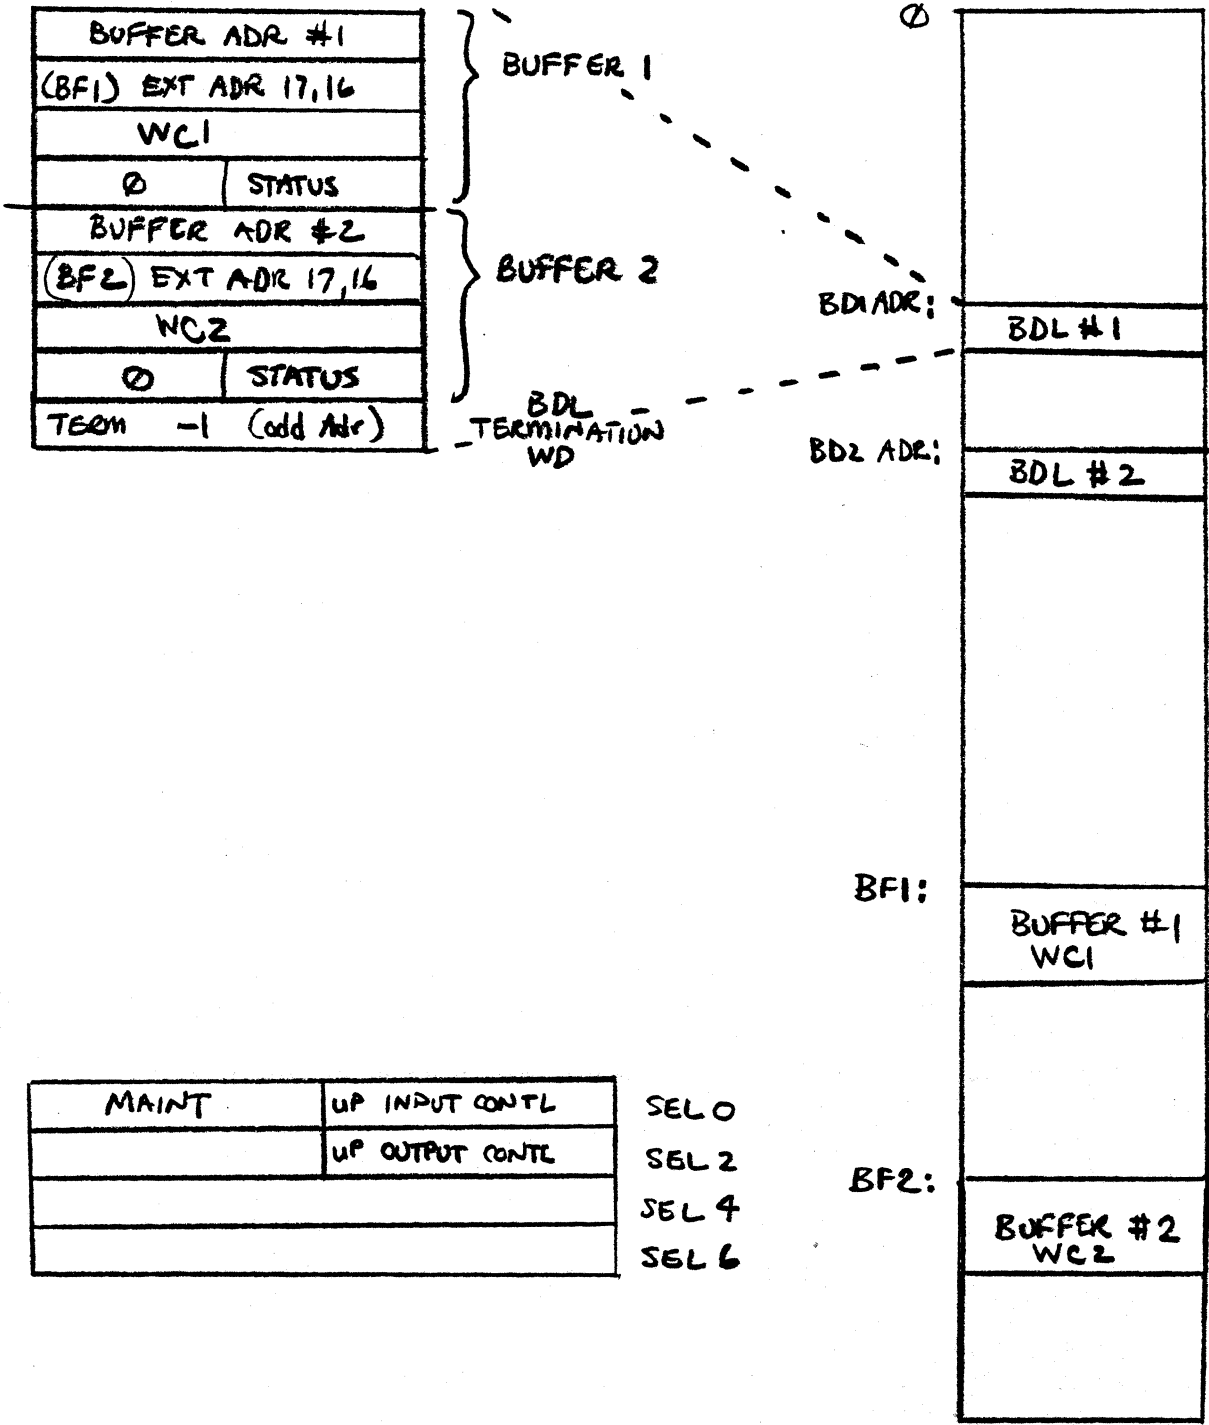 BUFFER ADR #1
(BF1) EXT ADR 17,16
WC1
Ø STATUS
BUFFER ADR #2
(BF2) EXT ADR 17,16
WC2
Ø STATUS
TERM -1 (odd Adr)
BUFFER 1
BUFFER 2
BDL
TERMINATION
WD
Ø
BD1 ADR:
BDL #1
BD2 ADR:
BDL #2
BF1:
BUFFER #1
WC1
BF2:
BUFFER #2
WC2
MAINT UP INPUT CONTL SEL 0
UP OUTPUT CONTL SEL 2
SEL 4
SEL 6